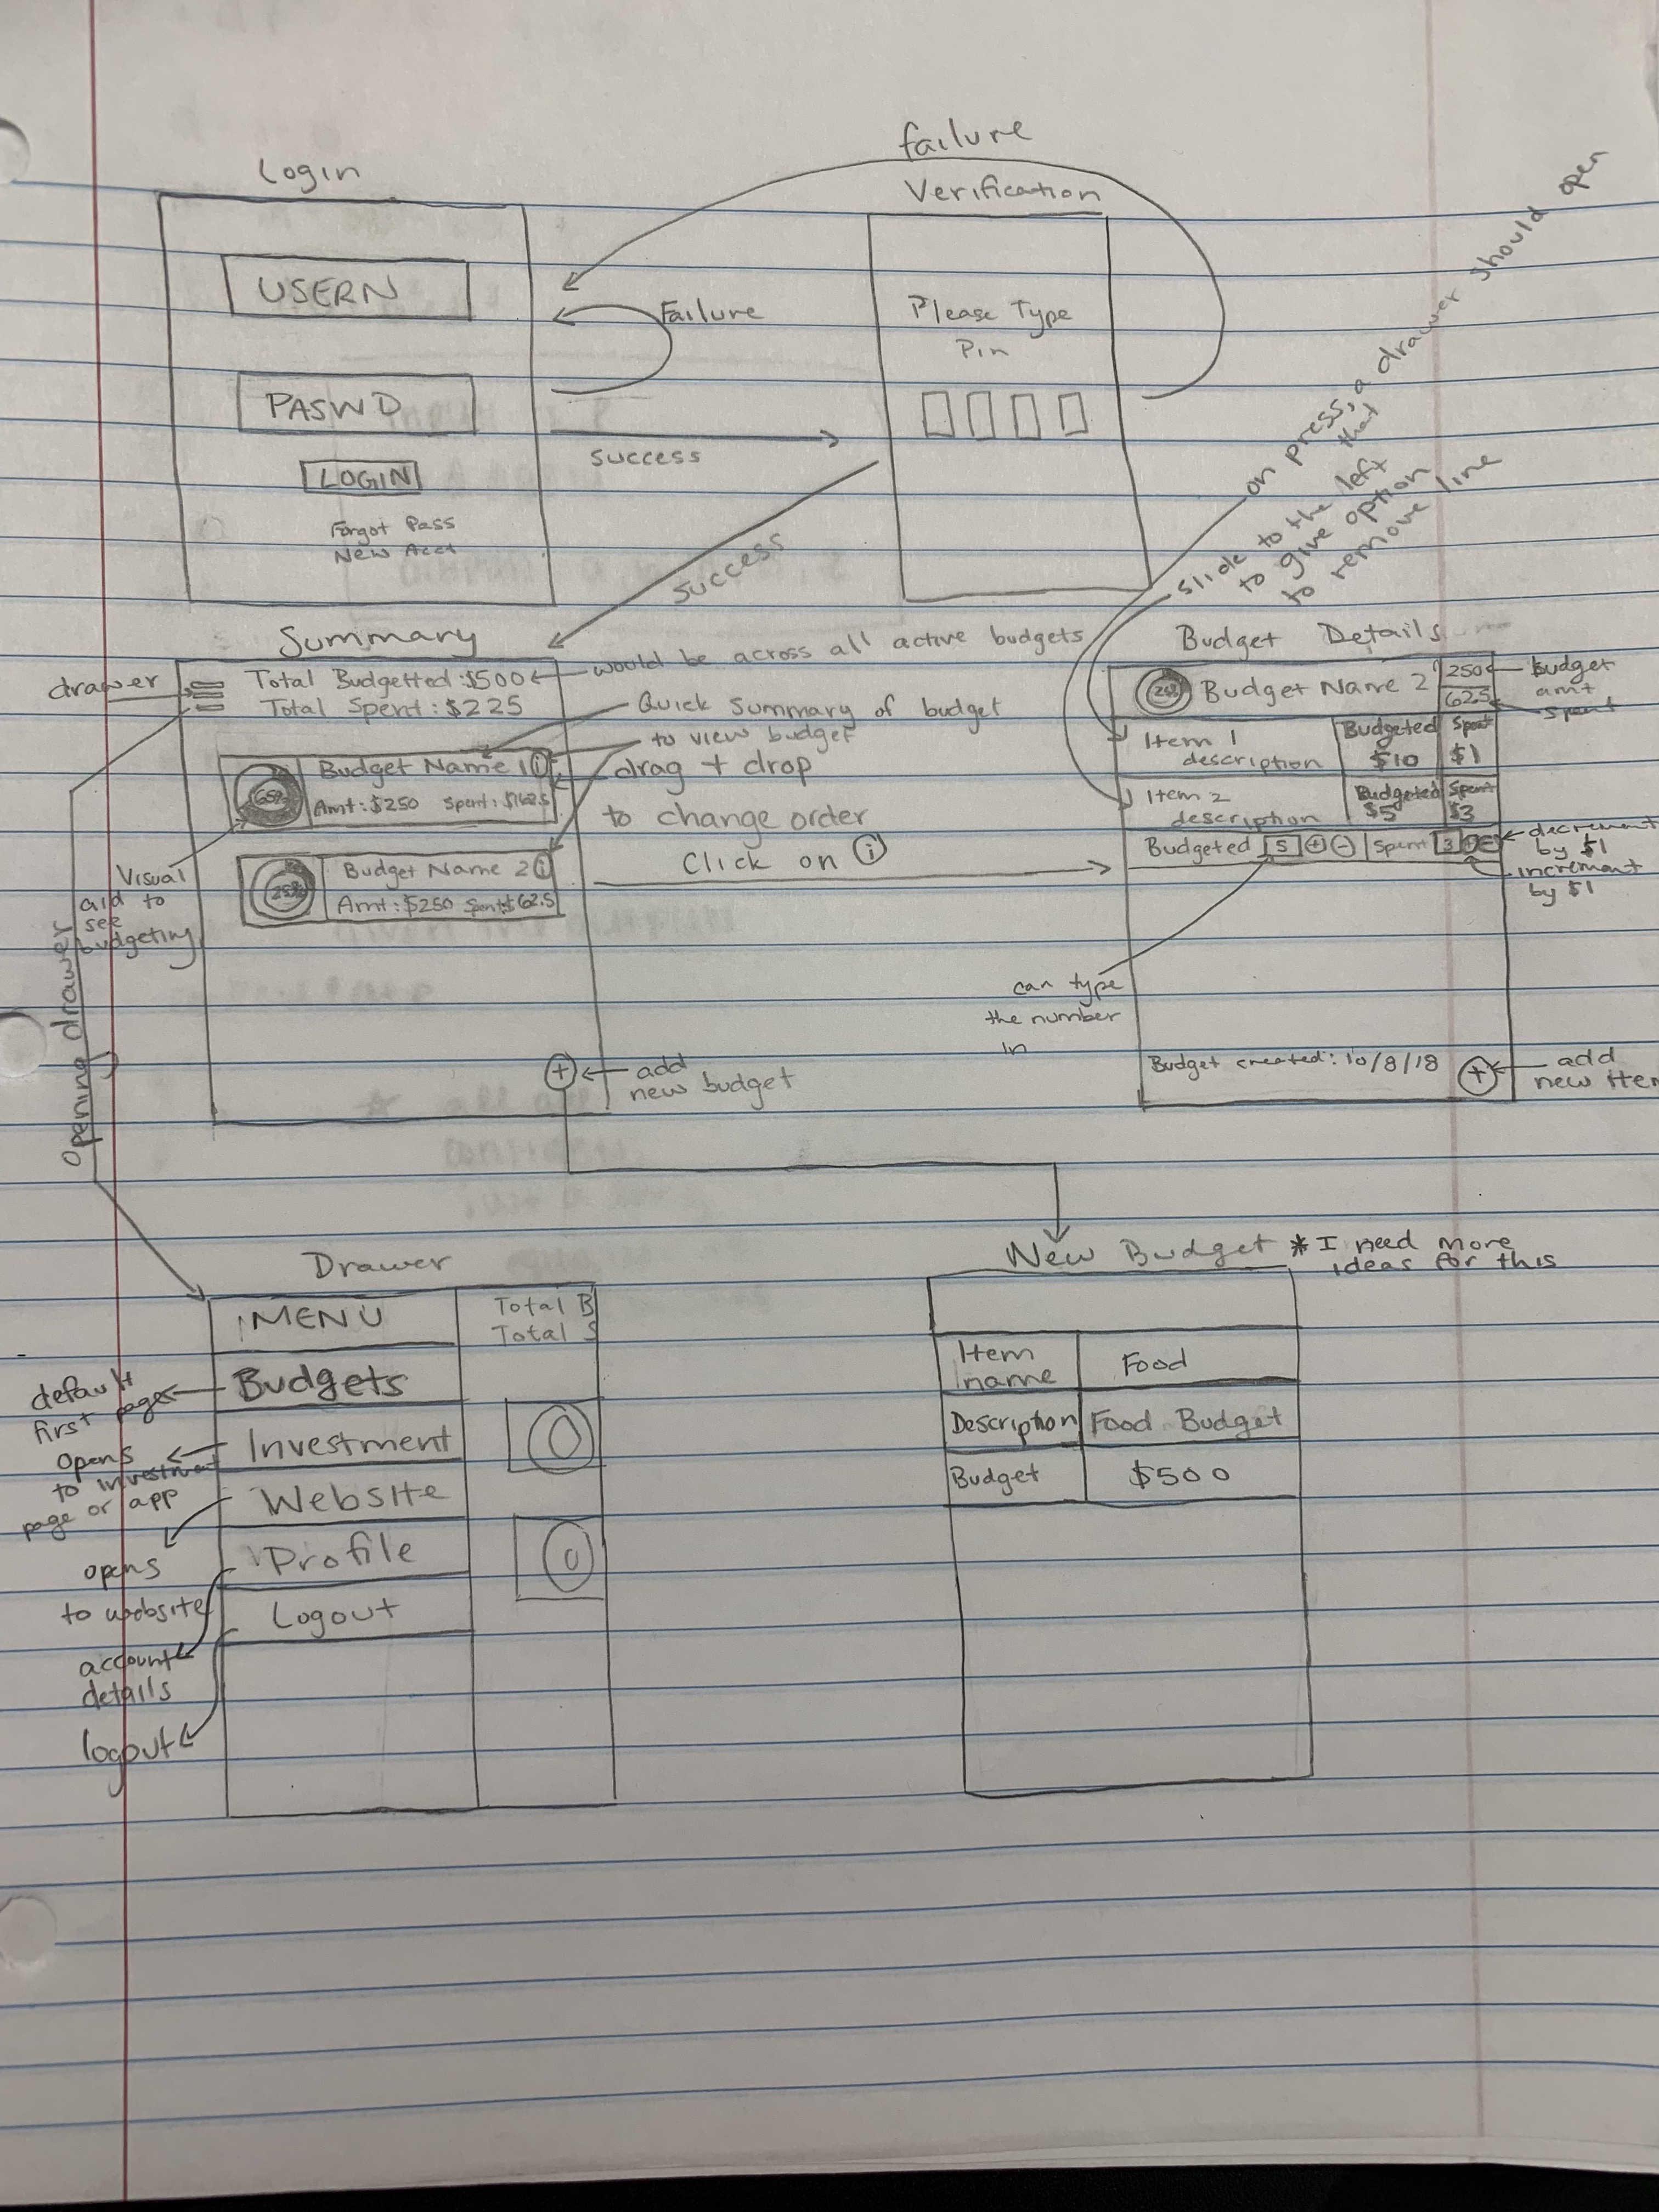 failure
Login
Verification
USERN
Failure
Please Type
Pin
PASWD
success
LOGIN
Forgot Pass
New Acct
success
on press, a drawer should open
slide to the left that
to give option
to remove line
Summary
drawer
Total Budgetted: $500
Total Spent: $225
would be across all active budgets
Quick summary of budget
to view budget
drag + drop
to change order
Click on i
65%
Budget Name 1 i
Amt: $250 Spent: $162.5
25%
Budget Name 2 i
Amt: $250 Spent: $62.5
Visual
aid to
see
budgeting
+
add
new budget
opening drawer
Budget Details
Budget Name 2
250
62.5
budget
amt
spent
Item 1
description
Budgeted
$10
Spent
$1
Item 2
description
Budgeted
$5
Spent
$3
Budgeted 5 + - Spent 3 + -
decrement
by $1
increment
by $1
can type
the number
in
Budget created: 10/8/18 +
add
new item
Drawer
MENU
Total B
Total S
Budgets
default
first page
Investment
opens
to investment
page or app
Website
opens
to website
Profile
account
details
Logout
logout
New Budget * I need more
ideas for this
Item
name
Food
Description
Food Budget
Budget
$500